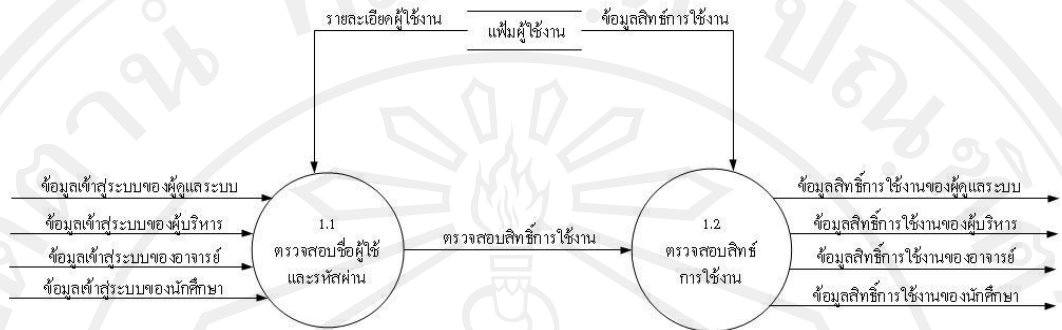 รายละเอียดผู้ใช้งาน
แฟ้มผู้ใช้งาน
ข้อมูลสิทธิ์การใช้งาน
ข้อมูลเข้าสู่ระบบของผู้ดูแลระบบ
ข้อมูลเข้าสู่ระบบของผู้บริหาร
ข้อมูลเข้าสู่ระบบของอาจารย์
ข้อมูลเข้าสู่ระบบของนักศึกษา
1.1
ตรวจสอบชื่อผู้ใช้
และรหัสผ่าน
ตรวจสอบสิทธิ์การใช้งาน
1.2
ตรวจสอบสิทธ์
การใช้งาน
ข้อมูลสิทธิ์การใช้งานของผู้ดูแลระบบ
ข้อมูลสิทธิ์การใช้งานของผู้บริหาร
ข้อมูลสิทธิ์การใช้งานของอาจารย์
ข้อมูลสิทธิ์การใช้งานของนักศึกษา